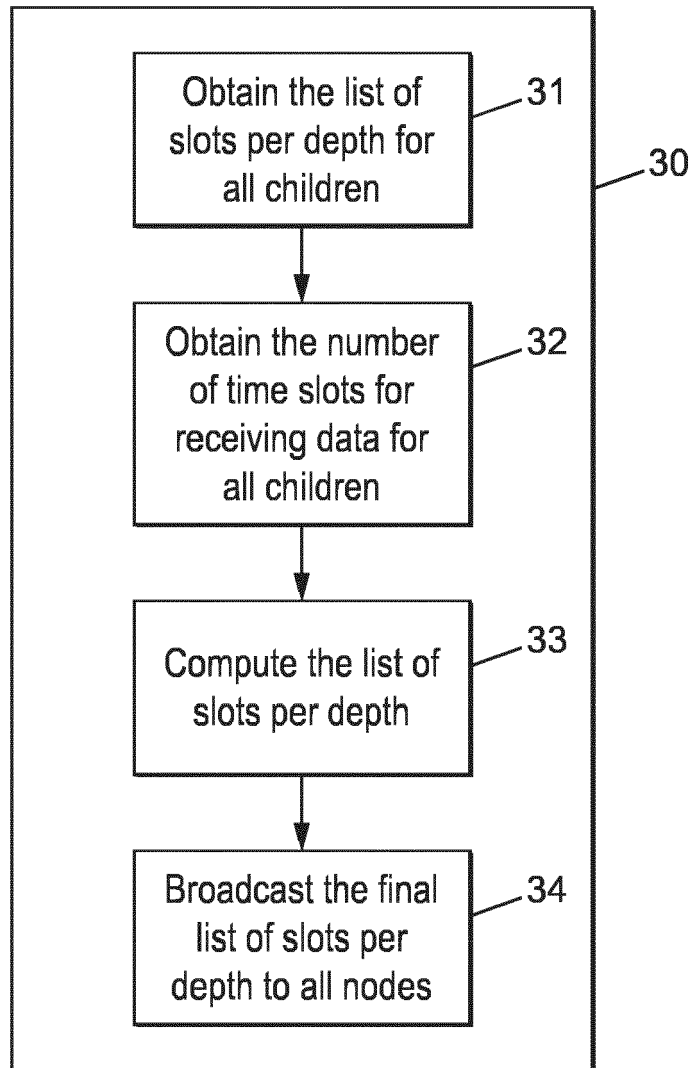 Obtain the list of
slots per depth for
all children
31
30
Obtain the number
of time slots for
receiving data for
all children
32
Compute the list of
slots per depth
33
Broadcast the final
list of slots per
depth to all nodes
34